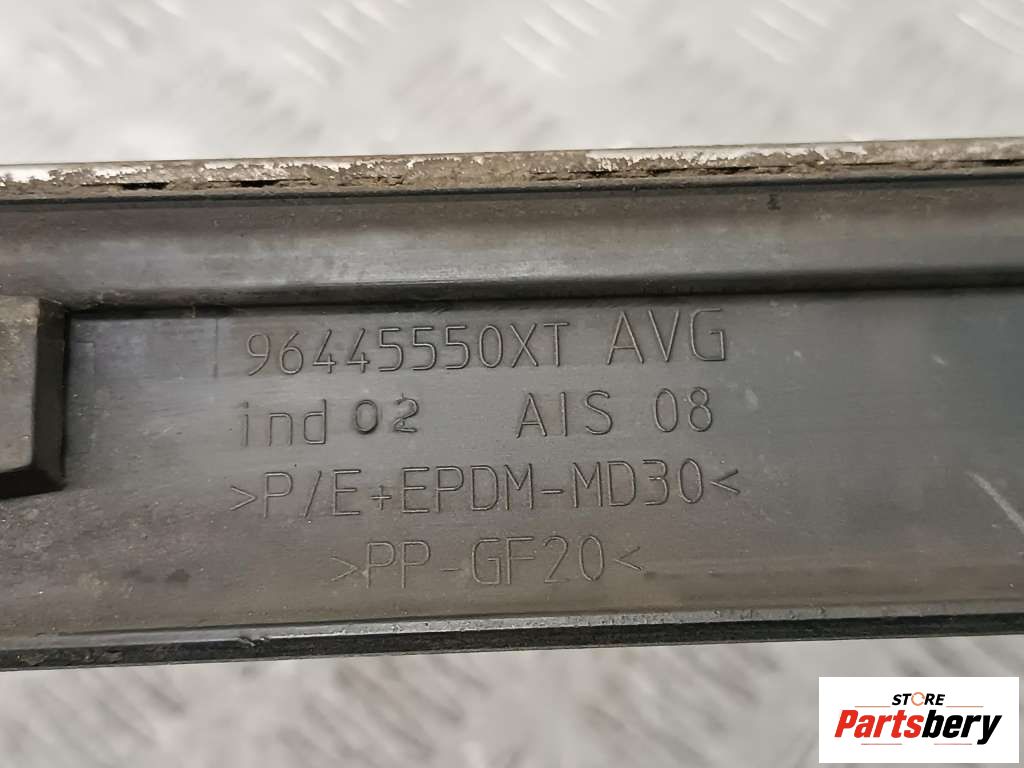 96445550XT AVG
ind 02 AIS 08
>P/E+EPDM-MD30<
>PP-GF20<
STORE
Partsbery